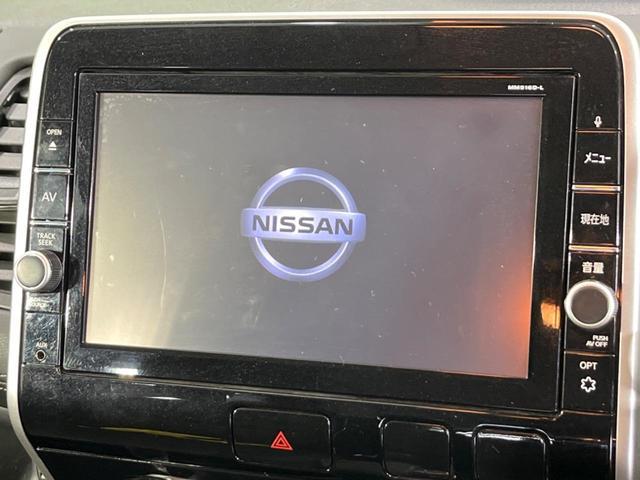 MM516D-L
OPEN
AV
TRACK
SEEK
AUX
NISSAN
メニュー
現在地
音量
PUSH
AV OFF
OPT